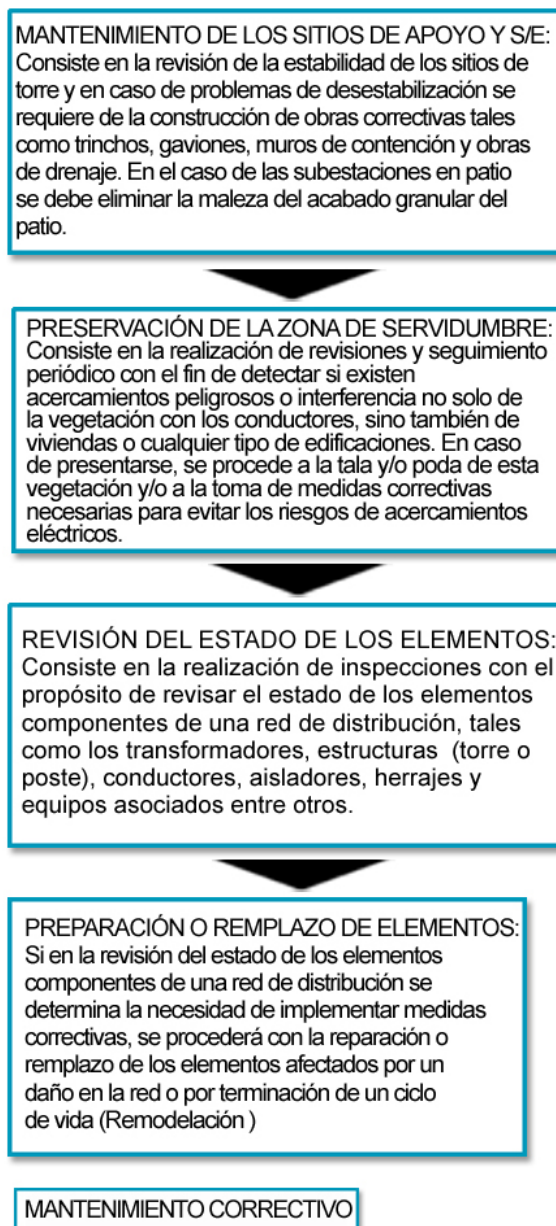 MANTENIMIENTO DE LOS SITIOS DE APOYO Y S/E:
Consiste en la revisión de la estabilidad de los sitios de
torre y en caso de problemas de desestabilización se
requiere de la construcción de obras correctivas tales
como trinchos, gaviones, muros de contención y obras
de drenaje. En el caso de las subestaciones en patio
se debe eliminar la maleza del acabado granular del
patio.
PRESERVACIÓN DE LA ZONA DE SERVIDUMBRE:
Consiste en la realización de revisiones y seguimiento
periódico con el fin de detectar si existen
acercamientos peligrosos o interferencia no solo de
la vegetación con los conductores, sino también de
viviendas o cualquier tipo de edificaciones. En caso
de presentarse, se procede a la tala y/o poda de esta
vegetación y/o a la toma de medidas correctivas
necesarias para evitar los riesgos de acercamientos
eléctricos.
REVISIÓN DEL ESTADO DE LOS ELEMENTOS:
Consiste en la realización de inspecciones con el
propósito de revisar el estado de los elementos
componentes de una red de distribución, tales
como los transformadores, estructuras (torre o
poste), conductores, aisladores, herrajes y
equipos asociados entre otros.
PREPARACIÓN O REMPLAZO DE ELEMENTOS:
Si en la revisión del estado de los elementos
componentes de una red de distribución se
determina la necesidad de implementar medidas
correctivas, se procederá con la reparación o
remplazo de los elementos afectados por un
daño en la red o por terminación de un ciclo
de vida (Remodelación )
MANTENIMIENTO CORRECTIVO